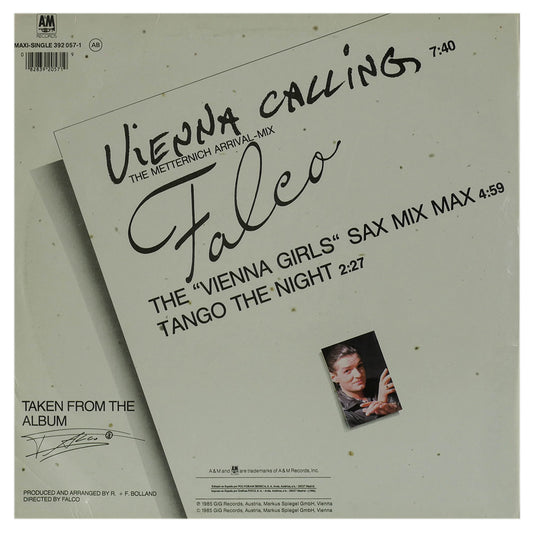 A&M
RECORDS
MAXI-SINGLE 392 057-1 AB
VIENNA CALLING 7:40
THE METTERNICH ARRIVAL-MIX
Falco
THE "VIENNA GIRLS" SAX MIX MAX 4:59
TANGO THE NIGHT 2:27
TAKEN FROM THE
ALBUM
FALCO 3
A & M and A&M are trademarks of A & M Records, Inc.
PRODUCED AND ARRANGED BY R. + F. BOLLAND
DIRECTED BY FALCO
℗ 1985 GIG Records, Austria, Markus Spiegel GmbH, Vienna
© 1985 GIG Records, Austria, Markus Spiegel GmbH, Vienna